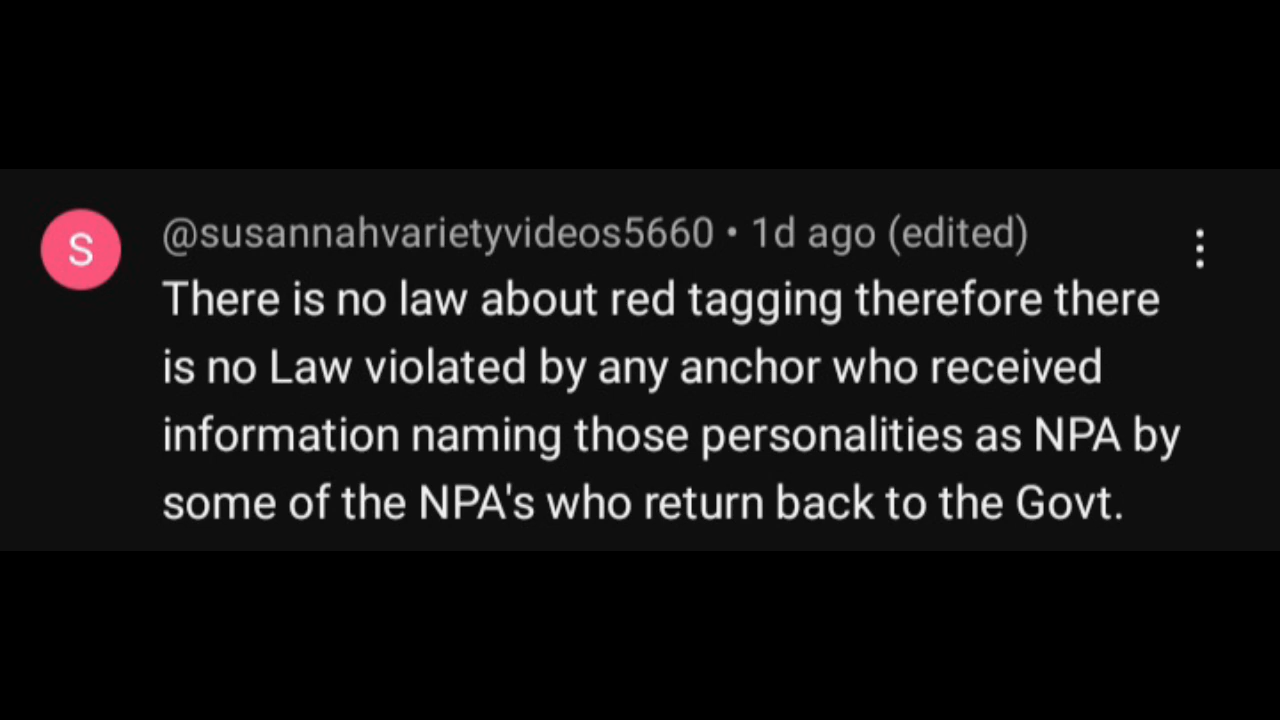 S
@susannahvarietyvideos5660 • 1d ago (edited)
There is no law about red tagging therefore there
is no Law violated by any anchor who received
information naming those personalities as NPA by
some of the NPA's who return back to the Govt.